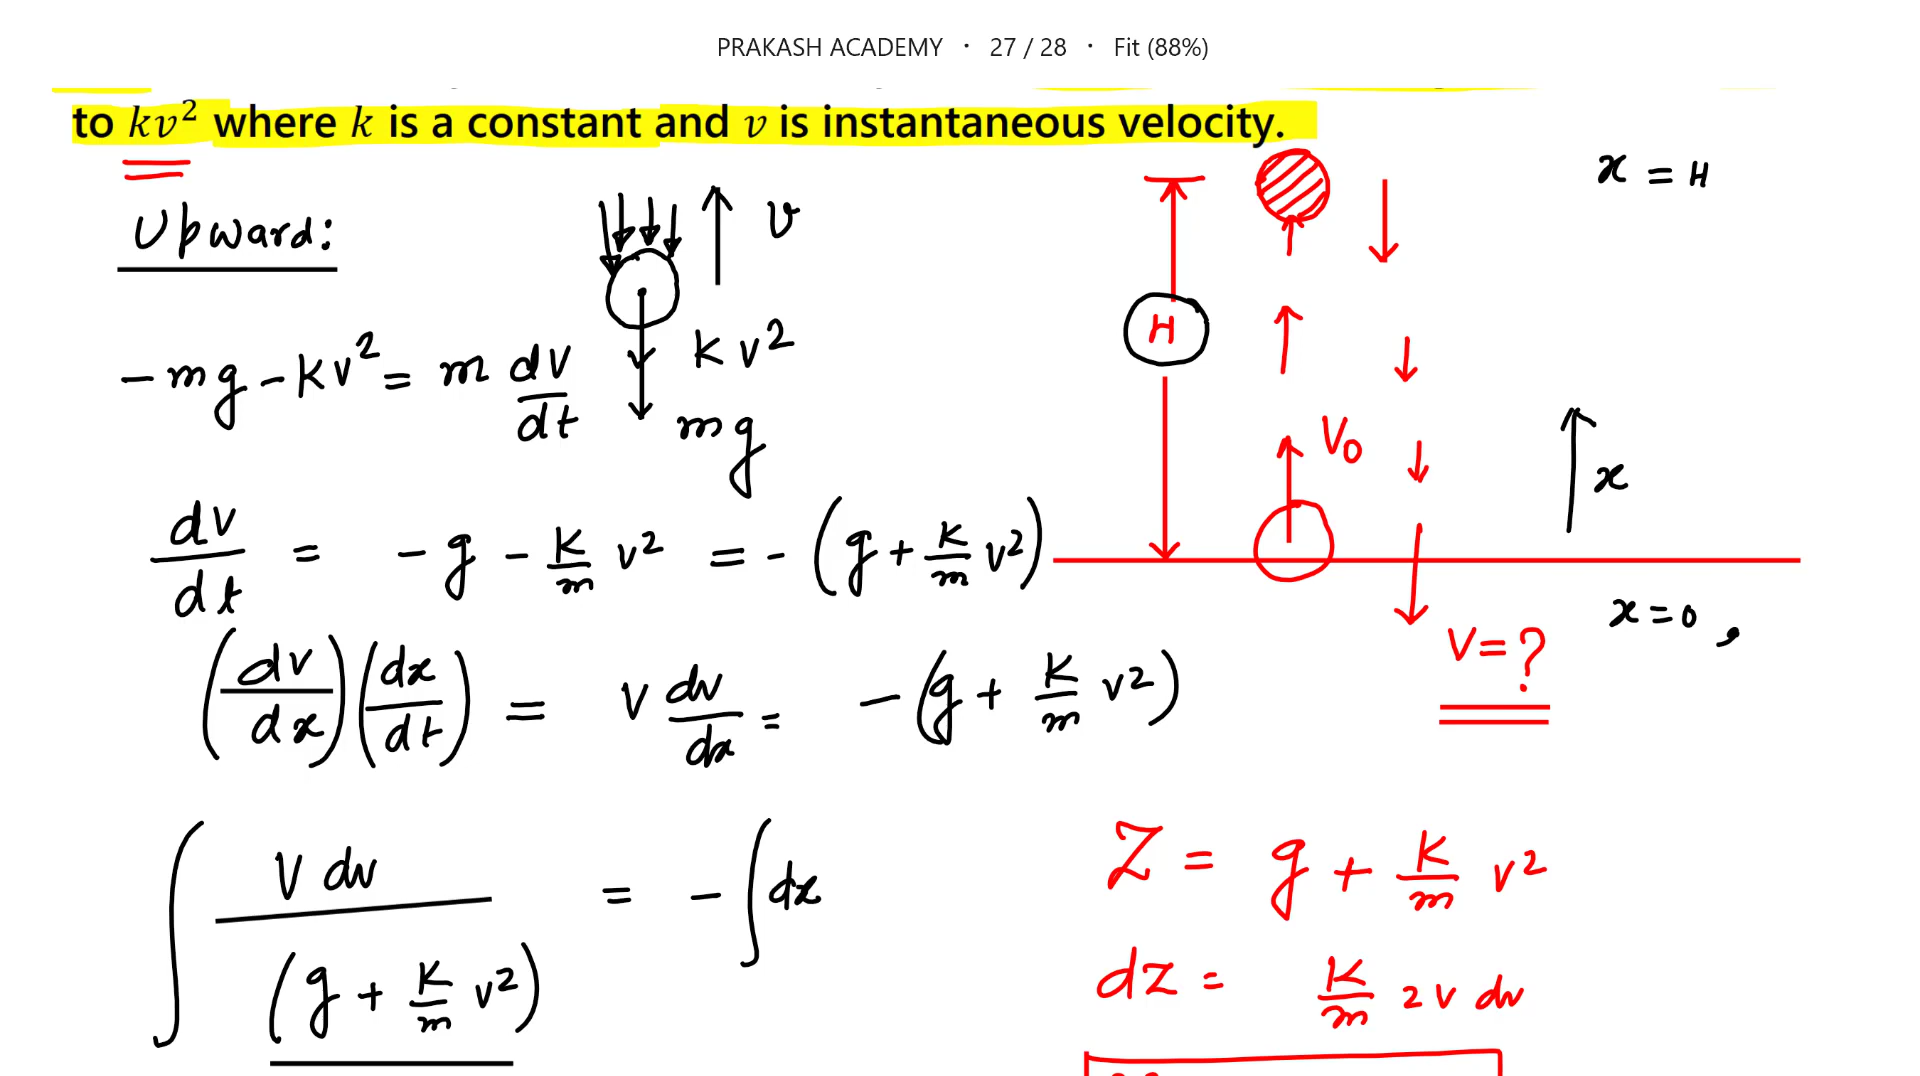 PRAKASH ACADEMY · 27 / 28 · Fit (88%)
to kv² where k is a constant and v is instantaneous velocity.
Upward:
v
x = H
H
-mg - Kv² = m dv/dt
K v²
mg
V₀
x
dv/dt = -g - K/m v² = -(g + K/m v²)
x=0,
V=?
(dv/dx)(dx/dt) = v dv/dx = -(g + K/m v²)
∫ V dv / (g + K/m v²) = -∫dx
Z = g + K/m v²
dz = K/m 2v dv